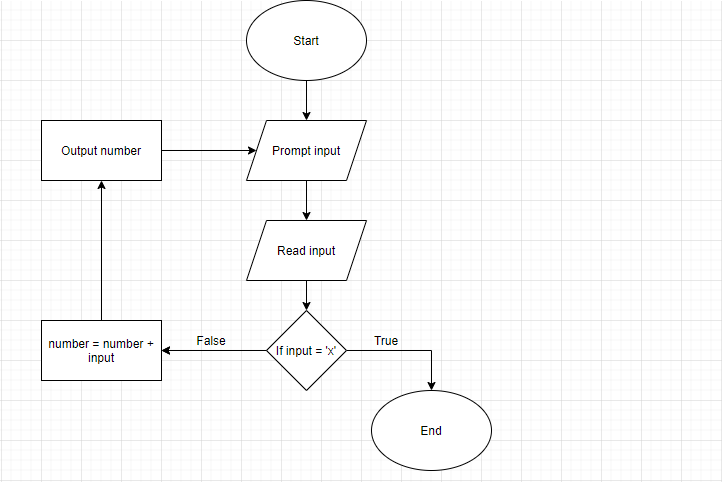 Start
Output number
Prompt input
Read input
number = number +
input
False
If input = 'x'
True
End